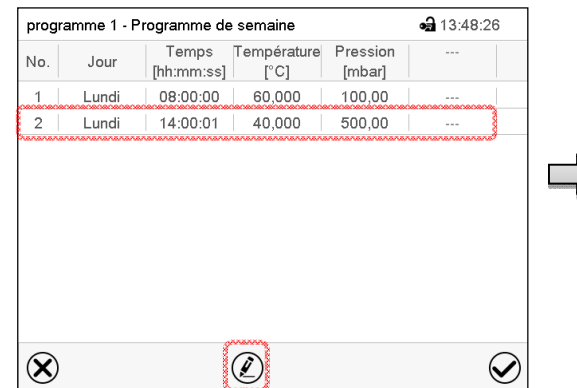 programme 1 - Programme de semaine 13:48:26
No. Jour Temps [hh:mm:ss] Température [°C] Pression [mbar] ---
1 Lundi 08:00:00 60,000 100,00 ---
2 Lundi 14:00:01 40,000 500,00 ---